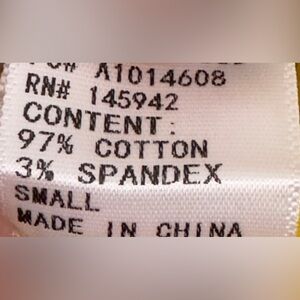 A1014608
RN# 145942
CONTENT:
97% COTTON
3% SPANDEX
SMALL
MADE IN CHINA